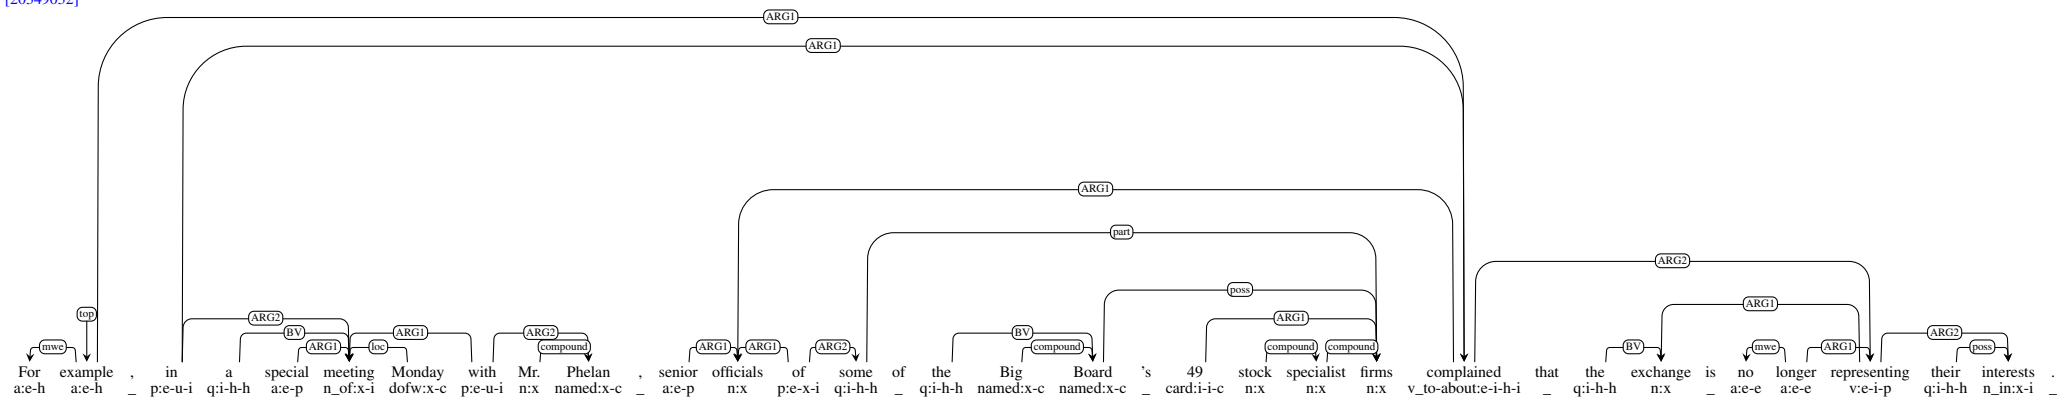 [20349052]
ARG1
ARG1
ARG1
part
ARG2
poss
ARG1
top ARG2 ARG1
BV ARG1 ARG2 BV ARG2
mwe ARG1 loc compound ARG1 ARG1 ARG2 compound compound compound BV mwe ARG1 poss
For example , in a special meeting Monday with Mr. Phelan , senior officials of some of the Big Board 's 49 stock specialist firms complained that the exchange is no longer representing their interests .
a:e-h a:e-h _ p:e-u-i q:i-h-h a:e-p n_of:x-i dofw:x-c p:e-u-i n:x named:x-c _ a:e-p n:x p:e-x-i q:i-h-h _ q:i-h-h named:x-c named:x-c _ card:i-i-c n:x n:x n:x v_to-about:e-i-h-i _ q:i-h-h n:x _ a:e-e a:e-e v:e-i-p q:i-h-h n_in:x-i _